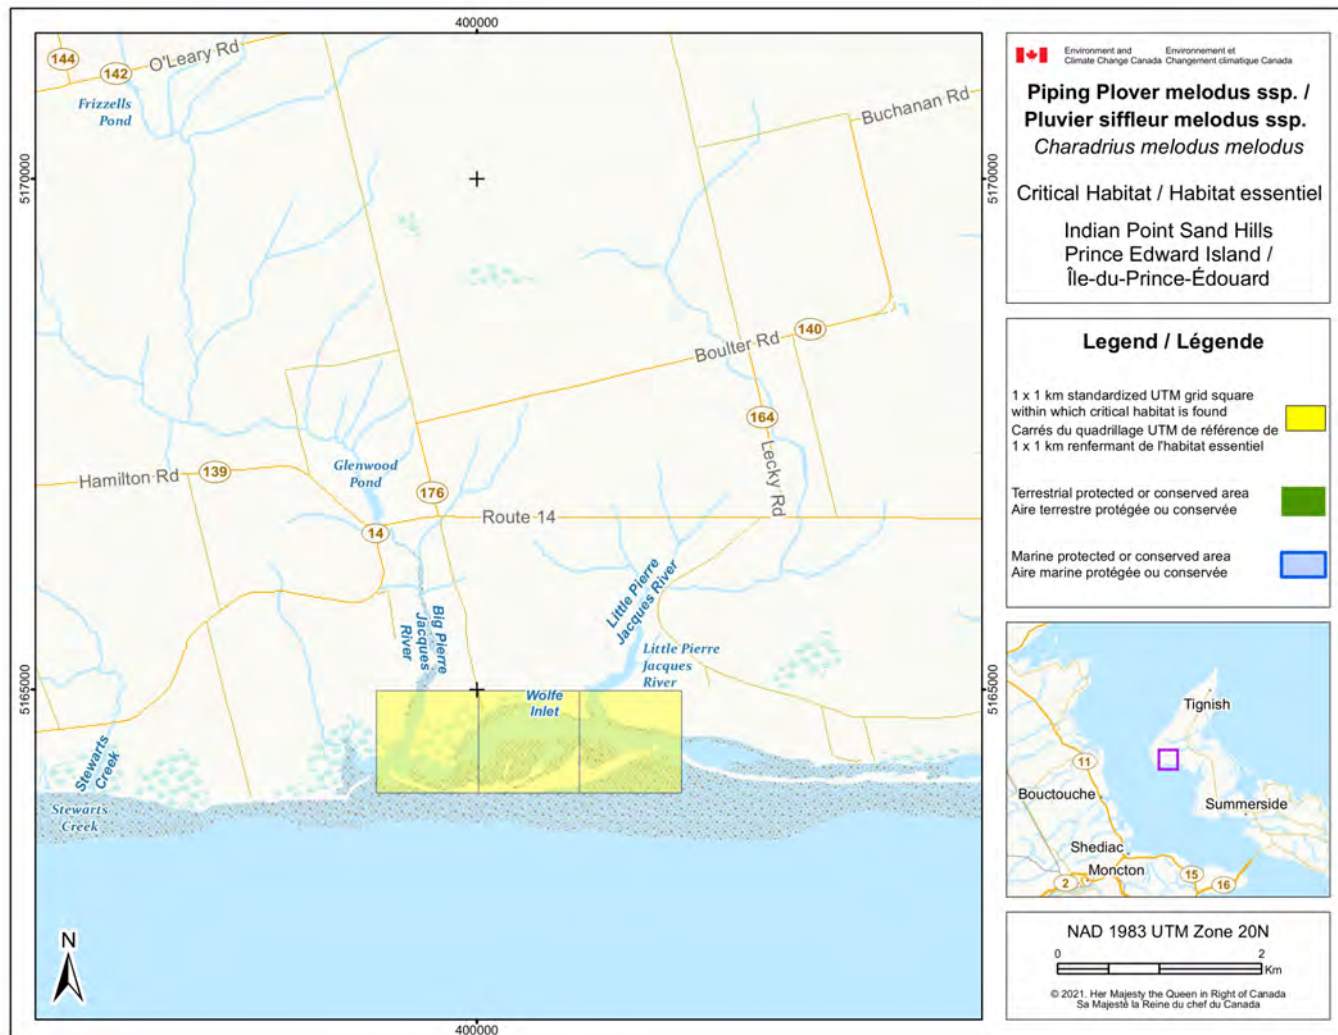 400000
144
142
O'Leary Rd
Frizzells
Pond
Buchanan Rd
5170000
5170000
Boulter Rd
140
164
Lecky Rd
Hamilton Rd
139
Glenwood
Pond
176
14
Route 14
Big Pierre
Jacques
River
Little Pierre
Jacques River
Little Pierre
Jacques
River
5165000
5165000
Wolfe
Inlet
Stewarts
Creek
Stewarts
Creek
N
400000
Environment and
Climate Change Canada
Environnement et
Changement climatique Canada
Piping Plover melodus ssp. /
Pluvier siffleur melodus ssp.
Charadrius melodus melodus
Critical Habitat / Habitat essentiel
Indian Point Sand Hills
Prince Edward Island /
Île-du-Prince-Édouard
Legend / Légende
1 x 1 km standardized UTM grid square
within which critical habitat is found
Carrés du quadrillage UTM de référence de
1 x 1 km renfermant de l'habitat essentiel
Terrestrial protected or conserved area
Aire terrestre protégée ou conservée
Marine protected or conserved area
Aire marine protégée ou conservée
Tignish
11
Bouctouche
Summerside
Shediac
Moncton
2
15
16
NAD 1983 UTM Zone 20N
0 2
Km
© 2021. Her Majesty the Queen in Right of Canada
Sa Majesté la Reine du chef du Canada